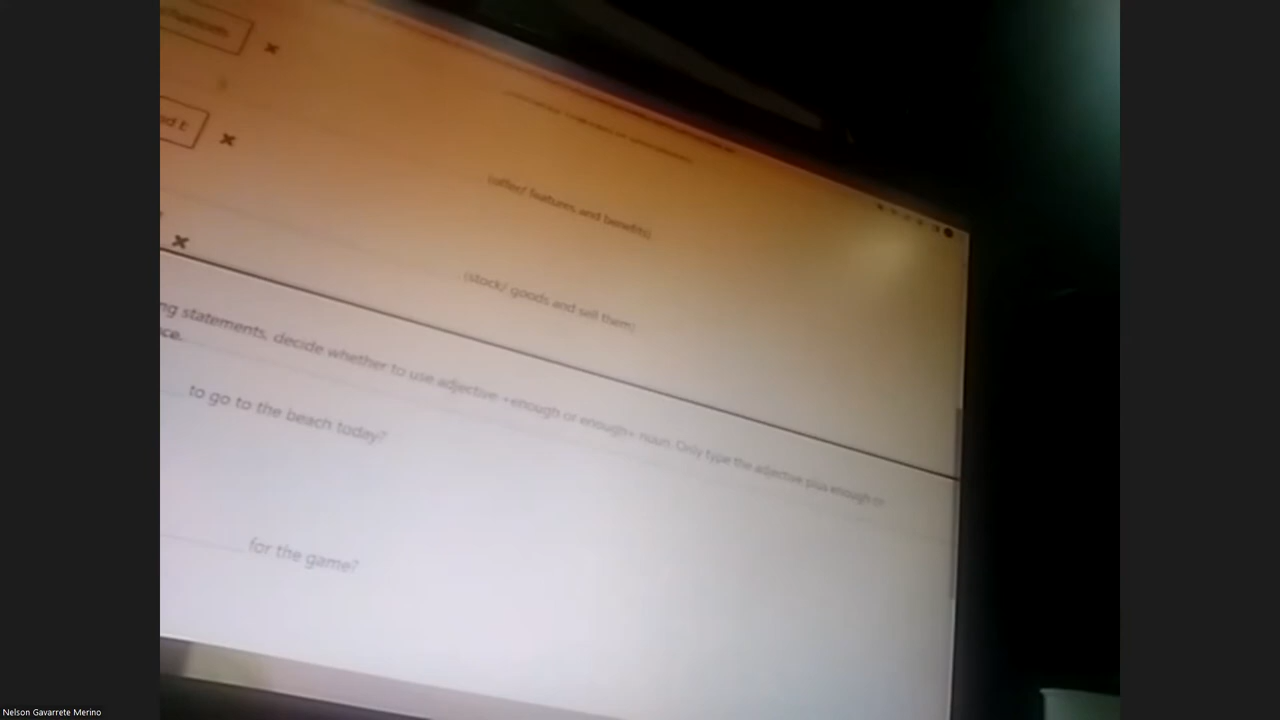 ed t
(offer/ features and benefits)
(stock/ goods and sell them)
ng statements, decide whether to use adjective +enough or enough+ noun. Only type the adjective plus enough or
ce.
to go to the beach today?
for the game?
Nelson Gavarrete Merino